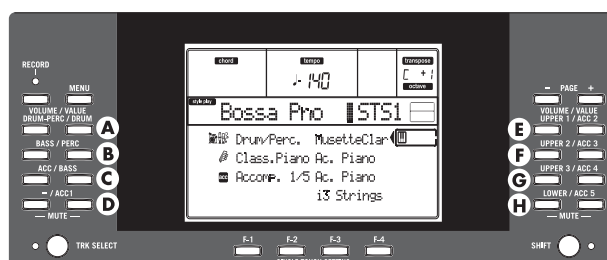 RECORD
MENU
VOLUME / VALUE
DRUM-PERC / DRUM
A
BASS / PERC
B
ACC / BASS
C
– / ACC1
D
— MUTE —
TRK SELECT
chord
tempo
♩- 140
transpose
C +1
octave
style play
Bossa Pno STS1
Drum/Perc. MusetteClar
Class.Piano Ac. Piano
ACC Accomp. 1/5 Ac. Piano
i3 Strings
F-1 F-2 F-3 F-4
– PAGE +
VOLUME / VALUE
UPPER 1 / ACC 2
E
UPPER 2 / ACC 3
F
UPPER 3 / ACC 4
G
LOWER / ACC 5
H
— MUTE —
SHIFT